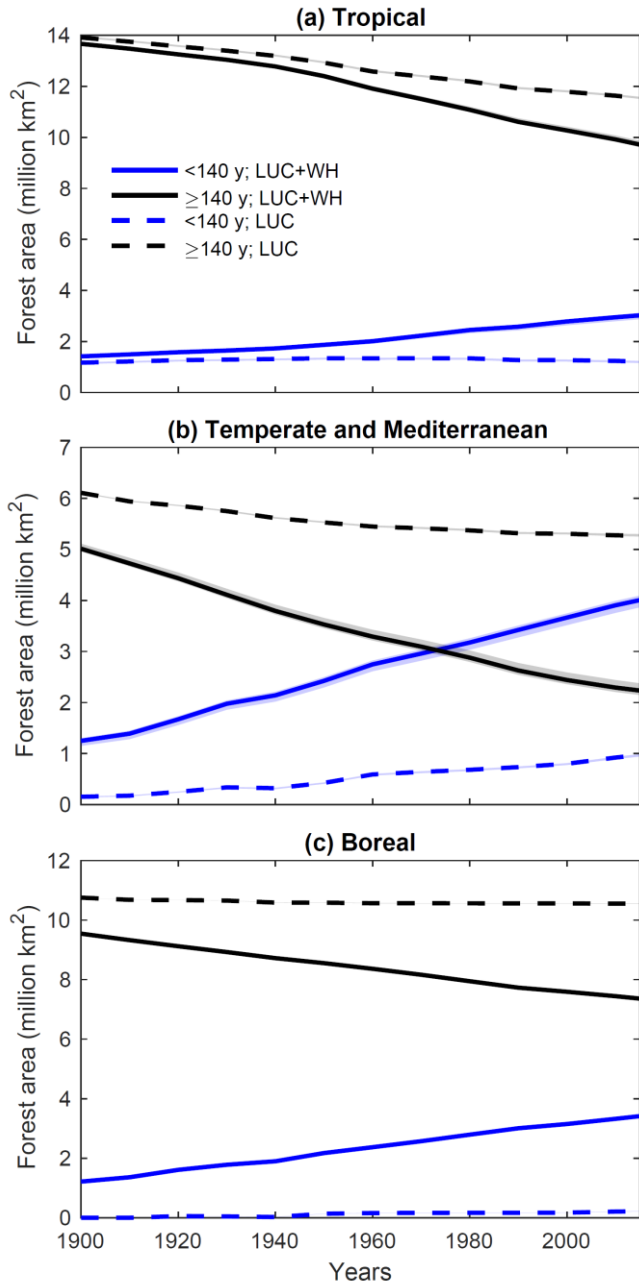 (a) Tropical
14
12
10
8
6
4
2
0
Forest area (million km²)
<140 y; LUC+WH
≥140 y; LUC+WH
<140 y; LUC
≥140 y; LUC
(b) Temperate and Mediterranean
7
6
5
4
3
2
1
0
Forest area (million km²)
(c) Boreal
12
10
8
6
4
2
0
Forest area (million km²)
1900 1920 1940 1960 1980 2000
Years